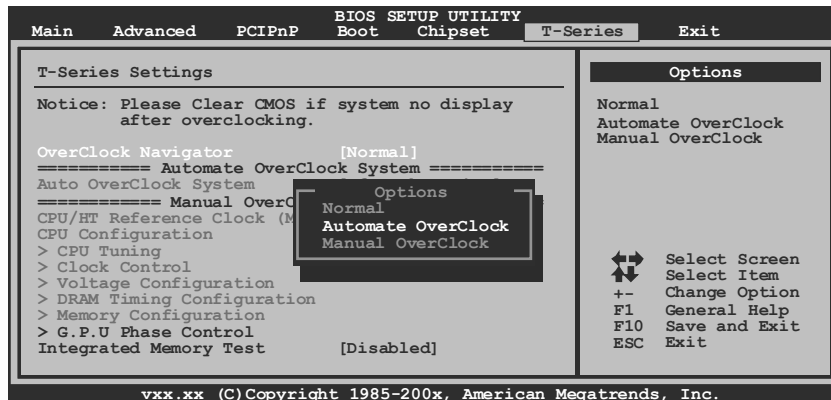 BIOS SETUP UTILITY
Main Advanced PCIPnP Boot Chipset T-Series Exit
T-Series Settings
Notice: Please Clear CMOS if system no display
after overclocking.
OverClock Navigator [Normal]
=========== Automate OverClock System ===========
Auto OverClock System
============ Manual OverC
CPU/HT Reference Clock (M
CPU Configuration
> CPU Tuning
> Clock Control
> Voltage Configuration
> DRAM Timing Configuration
> Memory Configuration
> G.P.U Phase Control
Integrated Memory Test [Disabled]
Options
Normal
Automate OverClock
Manual OverClock
Options
Normal
Automate OverClock
Manual OverClock
Select Screen
Select Item
+- Change Option
F1 General Help
F10 Save and Exit
ESC Exit
vxx.xx (C)Copyright 1985-200x, American Megatrends, Inc.